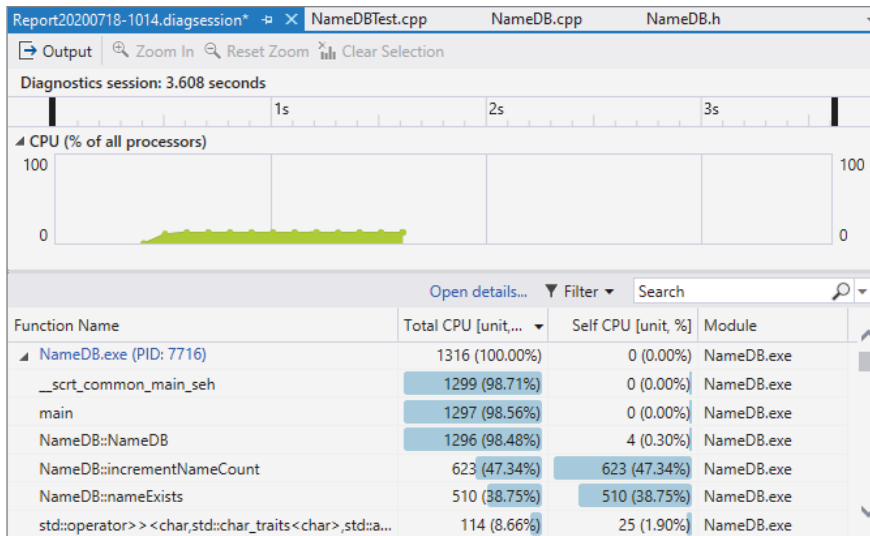 Report20200718-1014.diagsession* NameDBTest.cpp NameDB.cpp NameDB.h
Output Zoom In Reset Zoom Clear Selection
Diagnostics session: 3.608 seconds
1s 2s 3s
CPU (% of all processors)
100 100
0 0
Open details... Filter Search
Function Name Total CPU [unit,... Self CPU [unit, %] Module
NameDB.exe (PID: 7716) 1316 (100.00%) 0 (0.00%) NameDB.exe
__scrt_common_main_seh 1299 (98.71%) 0 (0.00%) NameDB.exe
main 1297 (98.56%) 0 (0.00%) NameDB.exe
NameDB::NameDB 1296 (98.48%) 4 (0.30%) NameDB.exe
NameDB::incrementNameCount 623 (47.34%) 623 (47.34%) NameDB.exe
NameDB::nameExists 510 (38.75%) 510 (38.75%) NameDB.exe
std::operator>><char,std::char_traits<char>,std::a... 114 (8.66%) 25 (1.90%) NameDB.exe